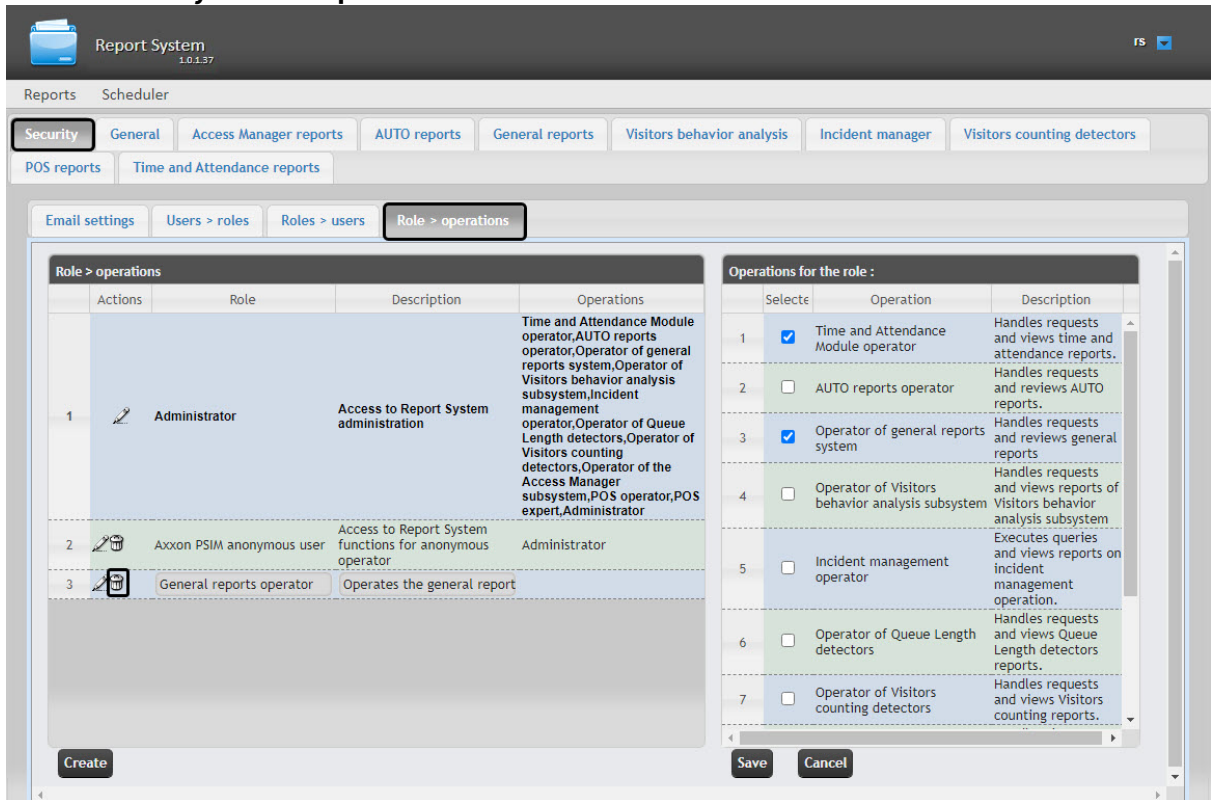 Report System
1.0.1.37
rs
Reports Scheduler
Security General Access Manager reports AUTO reports General reports Visitors behavior analysis Incident manager Visitors counting detectors
POS reports Time and Attendance reports
Email settings Users > roles Roles > users Role > operations
Role > operations
Actions Role Description Operations
1 Administrator
Access to Report System
administration
Time and Attendance Module
operator,AUTO reports
operator,Operator of general
reports system,Operator of
Visitors behavior analysis
subsystem,Incident
management
operator,Operator of Queue
Length detectors,Operator of
Visitors counting
detectors,Operator of the
Access Manager
subsystem,POS operator,POS
expert,Administrator
2 Axxon PSIM anonymous user
Access to Report System
functions for anonymous
operator
Administrator
3 General reports operator Operates the general report
Create
Operations for the role :
Selecte Operation Description
1
Time and Attendance
Module operator
Handles requests
and views time and
attendance reports.
2 AUTO reports operator
Handles requests
and reviews AUTO
reports.
3
Operator of general reports
system
Handles requests
and reviews general
reports
4
Operator of Visitors
behavior analysis subsystem
Handles requests
and views reports of
Visitors behavior
analysis subsystem
5
Incident management
operator
Executes queries
and views reports on
incident
management
operation.
6
Operator of Queue Length
detectors
Handles requests
and views Queue
Length detectors
reports.
7
Operator of Visitors
counting detectors
Handles requests
and views Visitors
counting reports.
Save Cancel